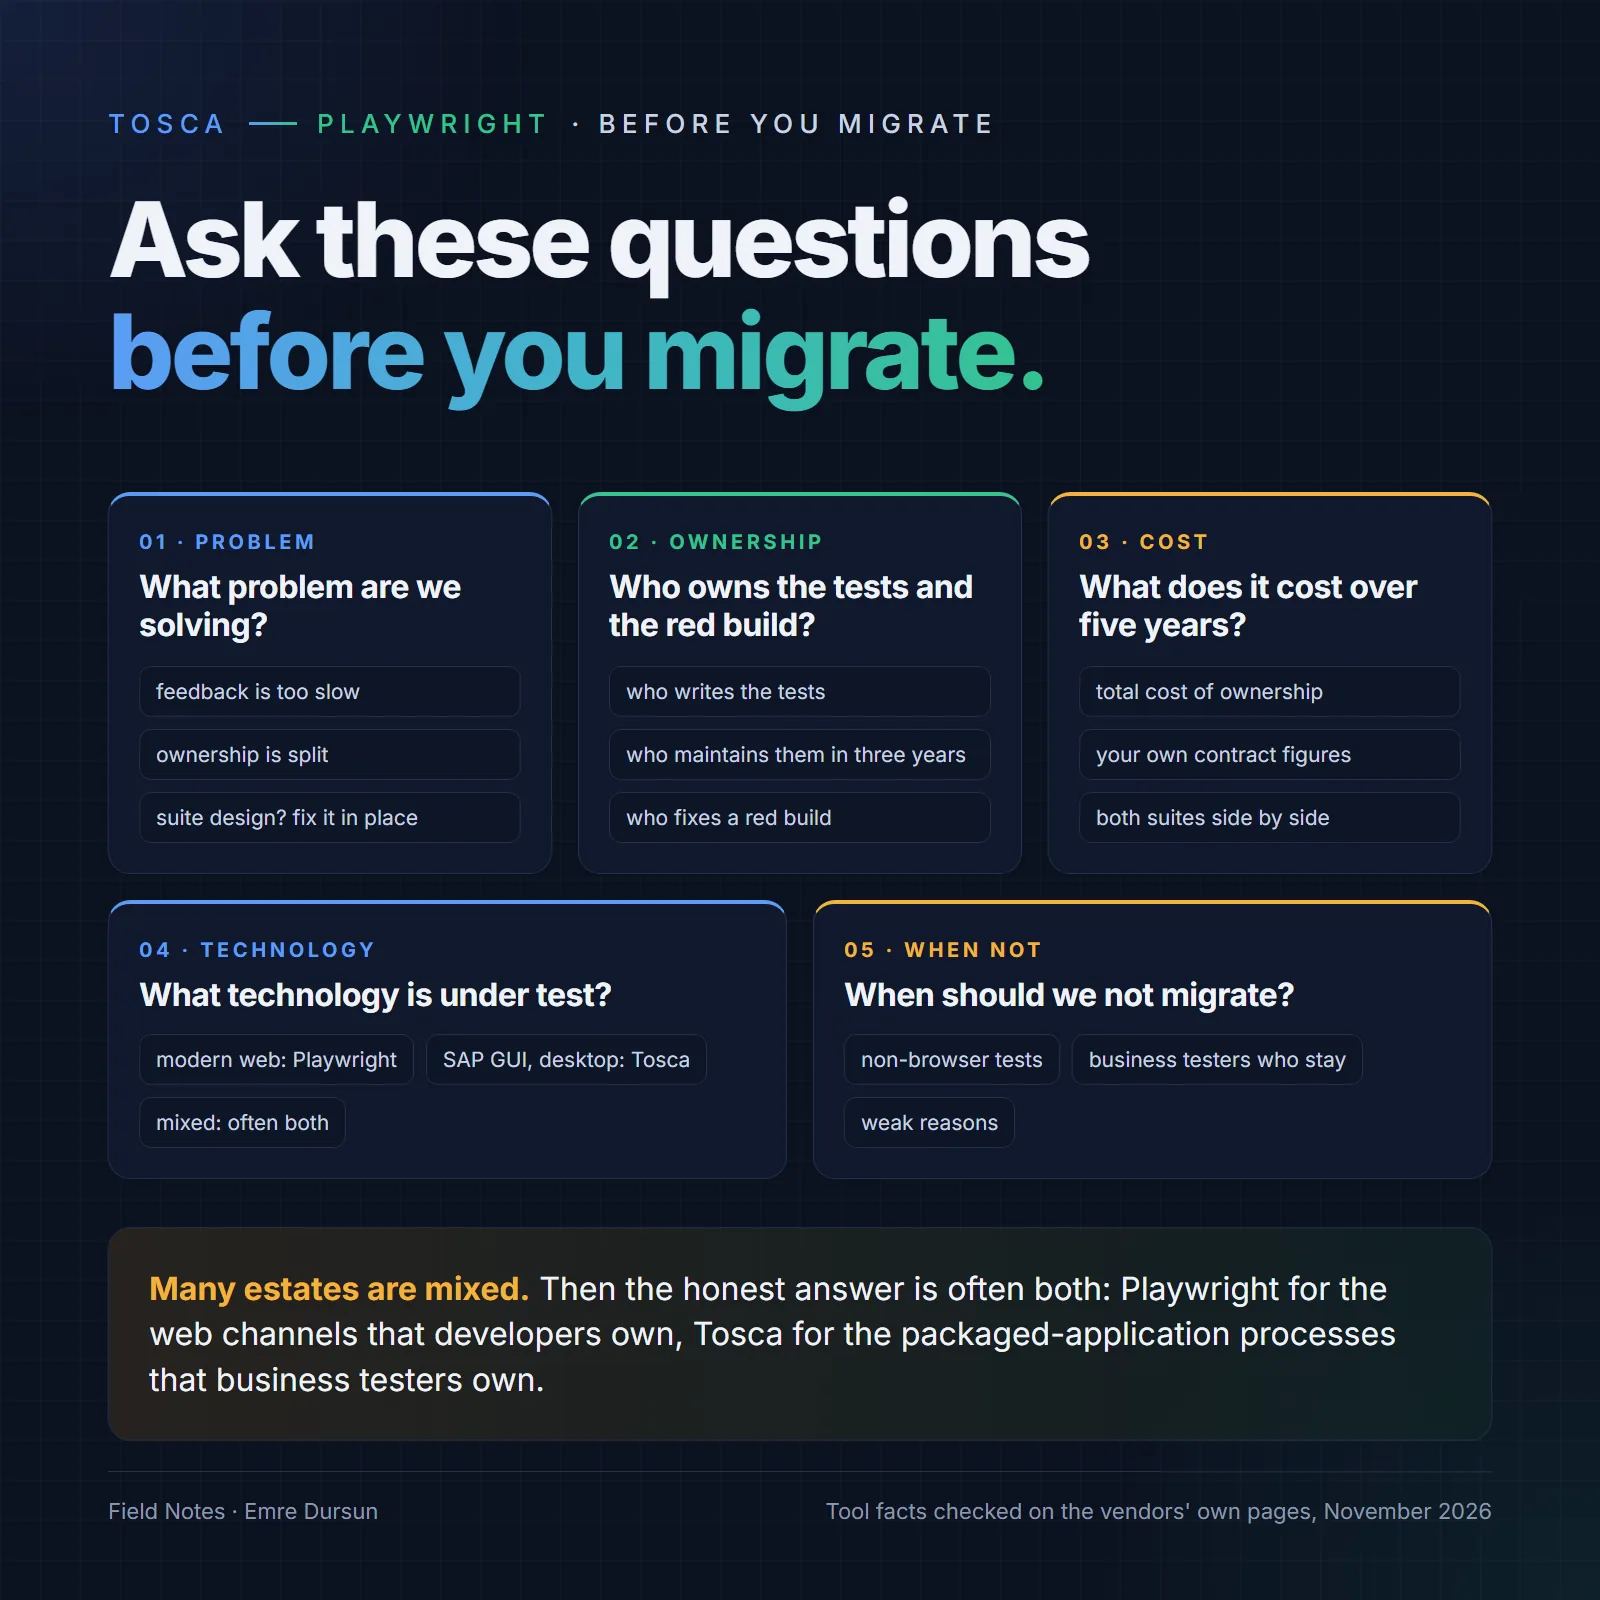 TOSCA — PLAYWRIGHT · BEFORE YOU MIGRATE
Ask these questions
before you migrate.
01 · PROBLEM
What problem are we
solving?
feedback is too slow
ownership is split
suite design? fix it in place
02 · OWNERSHIP
Who owns the tests and
the red build?
who writes the tests
who maintains them in three years
who fixes a red build
03 · COST
What does it cost over
five years?
total cost of ownership
your own contract figures
both suites side by side
04 · TECHNOLOGY
What technology is under test?
modern web: Playwright
SAP GUI, desktop: Tosca
mixed: often both
05 · WHEN NOT
When should we not migrate?
non-browser tests
business testers who stay
weak reasons
Many estates are mixed. Then the honest answer is often both: Playwright for the
web channels that developers own, Tosca for the packaged-application processes
that business testers own.
Field Notes · Emre Dursun
Tool facts checked on the vendors' own pages, November 2026